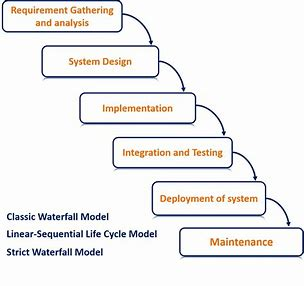 Requirement Gathering
and analysis
System Design
Implementation
Integration and Testing
Deployment of system
Maintenance
Classic Waterfall Model
Linear-Sequential Life Cycle Model
Strict Waterfall Model